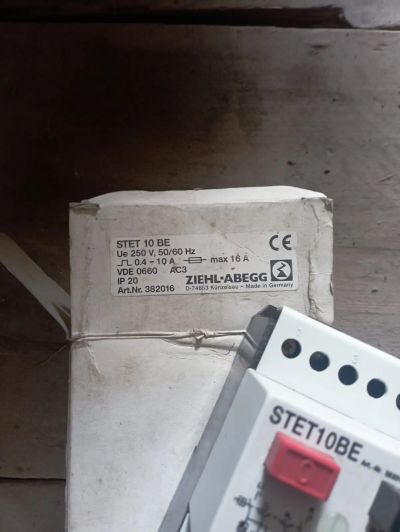 STET 10 BE
Ue 250 V, 50/60 Hz
0.4 - 10 A max 16 A
VDE 0660 AC3
IP 20
Art.Nr. 382016
CE
ZIEHL-ABEGG
D-74653 Künzelsau - Made in Germany
STET10BE